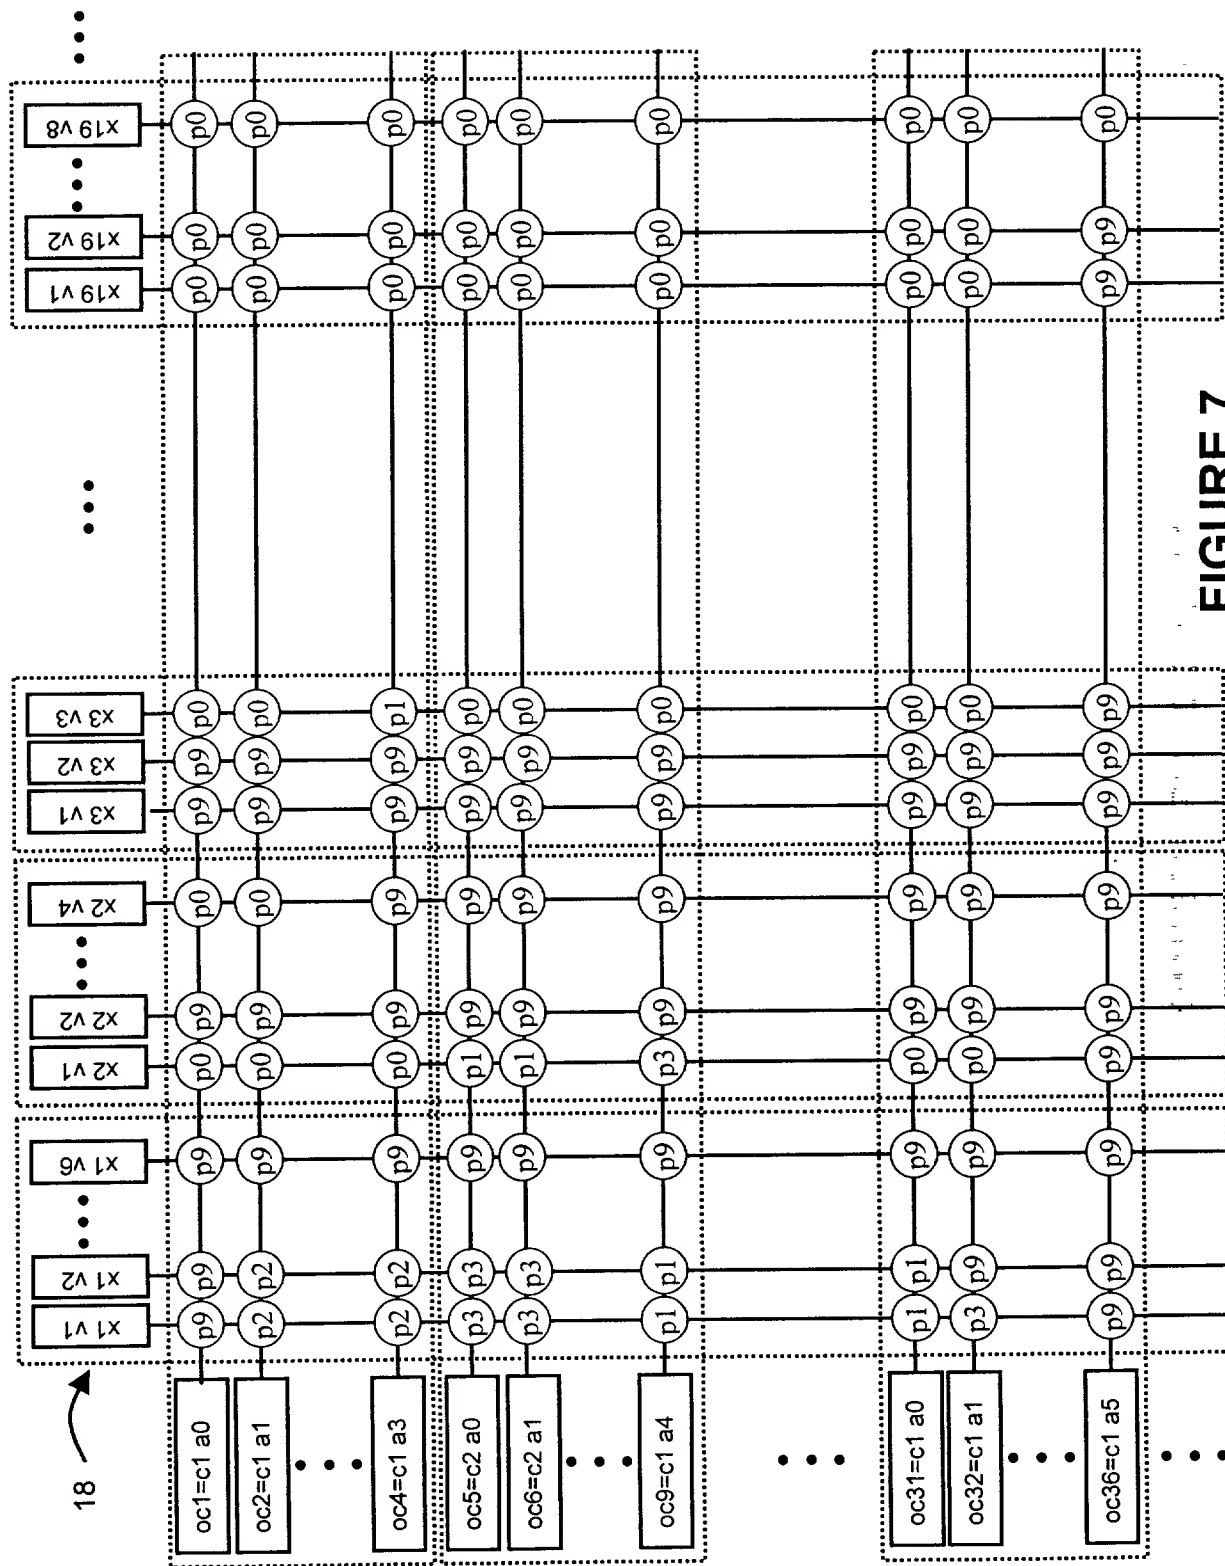 18
x1 v1 x1 v2 x1 v6 x2 v1 x2 v2 x2 v4 x3 v1 x3 v2 x3 v3 x19 v1 x19 v2 x19 v8
oc1=c1 a0 p9 p9 p9 p0 p9 p0 p9 p9 p0 p0 p0 p0
oc2=c1 a1 p2 p2 p9 p0 p9 p0 p9 p9 p0 p0 p0 p0
oc4=c1 a3 p2 p2 p9 p0 p9 p9 p9 p9 p1 p0 p0 p0
oc5=c2 a0 p3 p3 p9 p1 p9 p9 p9 p9 p0 p0 p0 p0
oc6=c2 a1 p3 p3 p9 p1 p9 p9 p9 p9 p0 p0 p0 p0
oc9=c1 a4 p1 p1 p9 p3 p9 p9 p9 p9 p0 p0 p0 p0
oc31=c1 a0 p1 p1 p9 p0 p9 p9 p9 p9 p0 p0 p0 p0
oc32=c1 a1 p3 p9 p9 p0 p9 p9 p9 p9 p0 p0 p0 p0
oc36=c1 a5 p9 p9 p9 p9 p9 p9 p9 p9 p9 p9 p9 p0
FIGURE 7